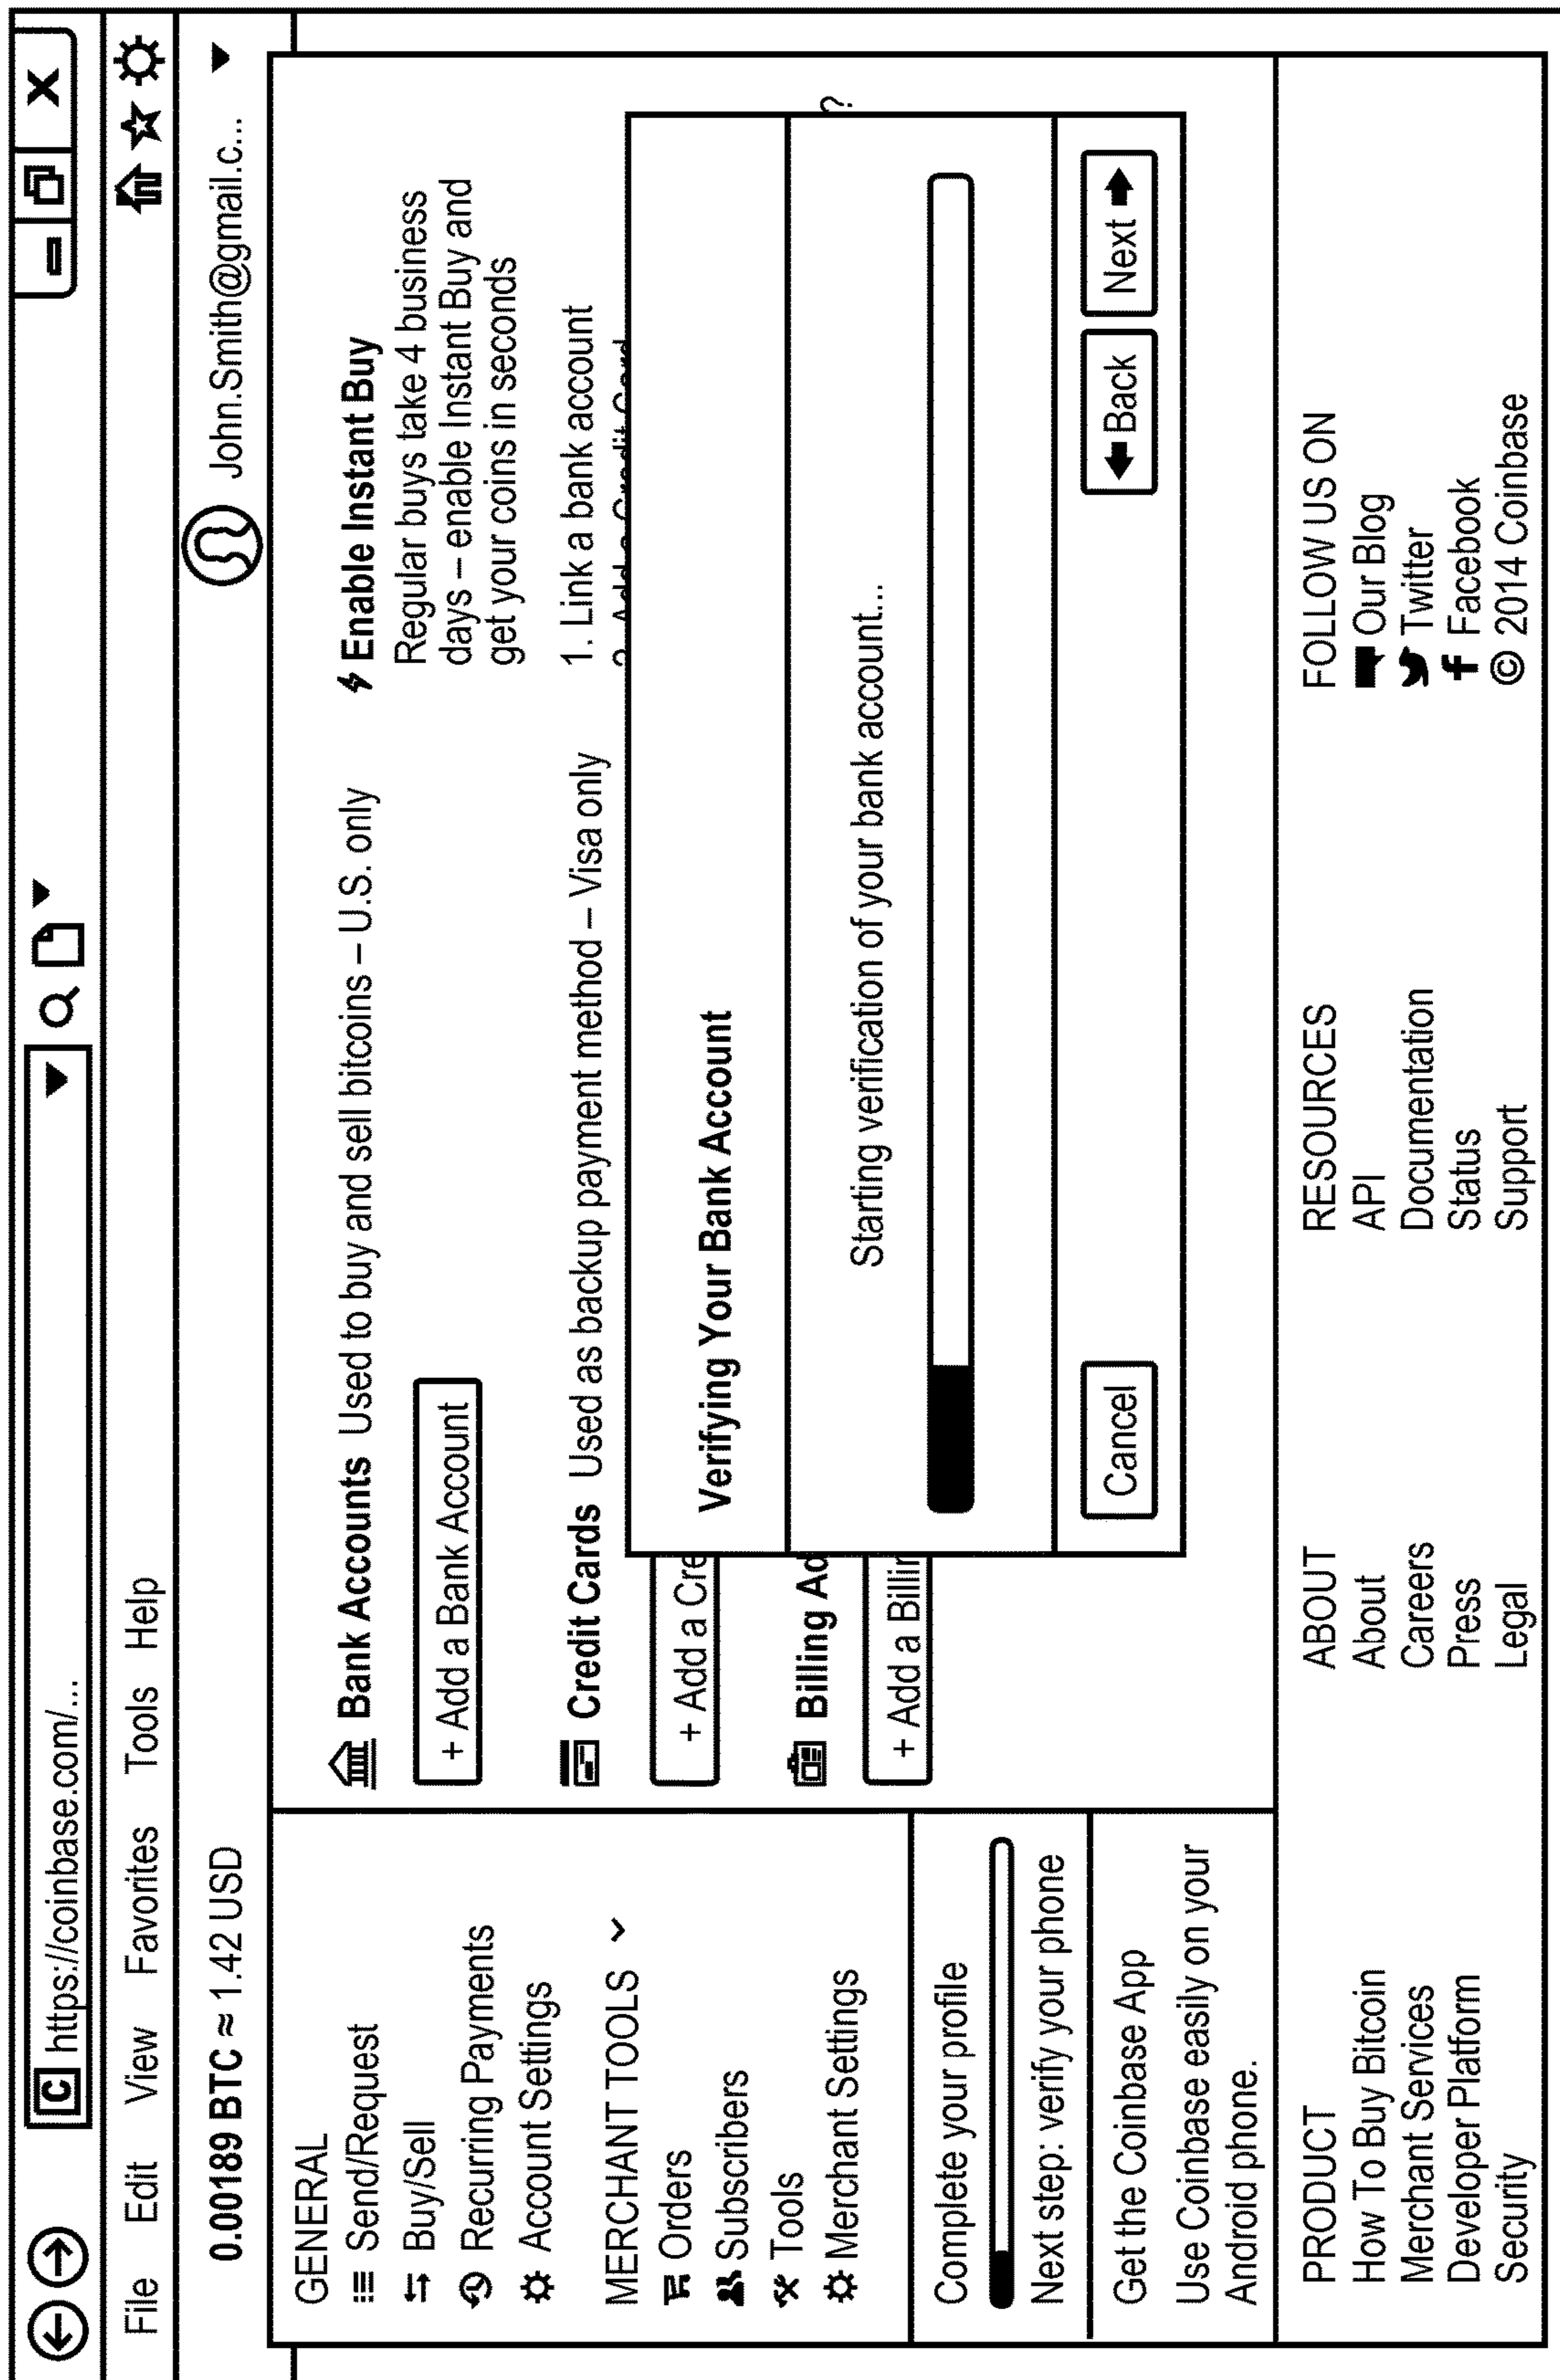 X
C https://coinbase.com/...
File Edit View Favorites Tools Help
0.00189 BTC ≈ 1.42 USD
John.Smith@gmail.c...
GENERAL
Send/Request
Buy/Sell
Recurring Payments
Account Settings
MERCHANT TOOLS
Orders
Subscribers
Tools
Merchant Settings
Complete your profile
Next step: verify your phone
Get the Coinbase App
Use Coinbase easily on your
Android phone.
Bank Accounts Used to buy and sell bitcoins – U.S. only
+ Add a Bank Account
Credit Cards Used as backup payment method – Visa only
+ Add a Cre
Billing Ad
+ Add a Billin
Enable Instant Buy
Regular buys take 4 business
days – enable Instant Buy and
get your coins in seconds
1. Link a bank account
2. Add a Credit Card
?
Verifying Your Bank Account
Starting verification of your bank account...
Cancel
Back
Next
PRODUCT
How To Buy Bitcoin
Merchant Services
Developer Platform
Security
ABOUT
About
Careers
Press
Legal
RESOURCES
API
Documentation
Status
Support
FOLLOW US ON
Our Blog
Twitter
Facebook
© 2014 Coinbase